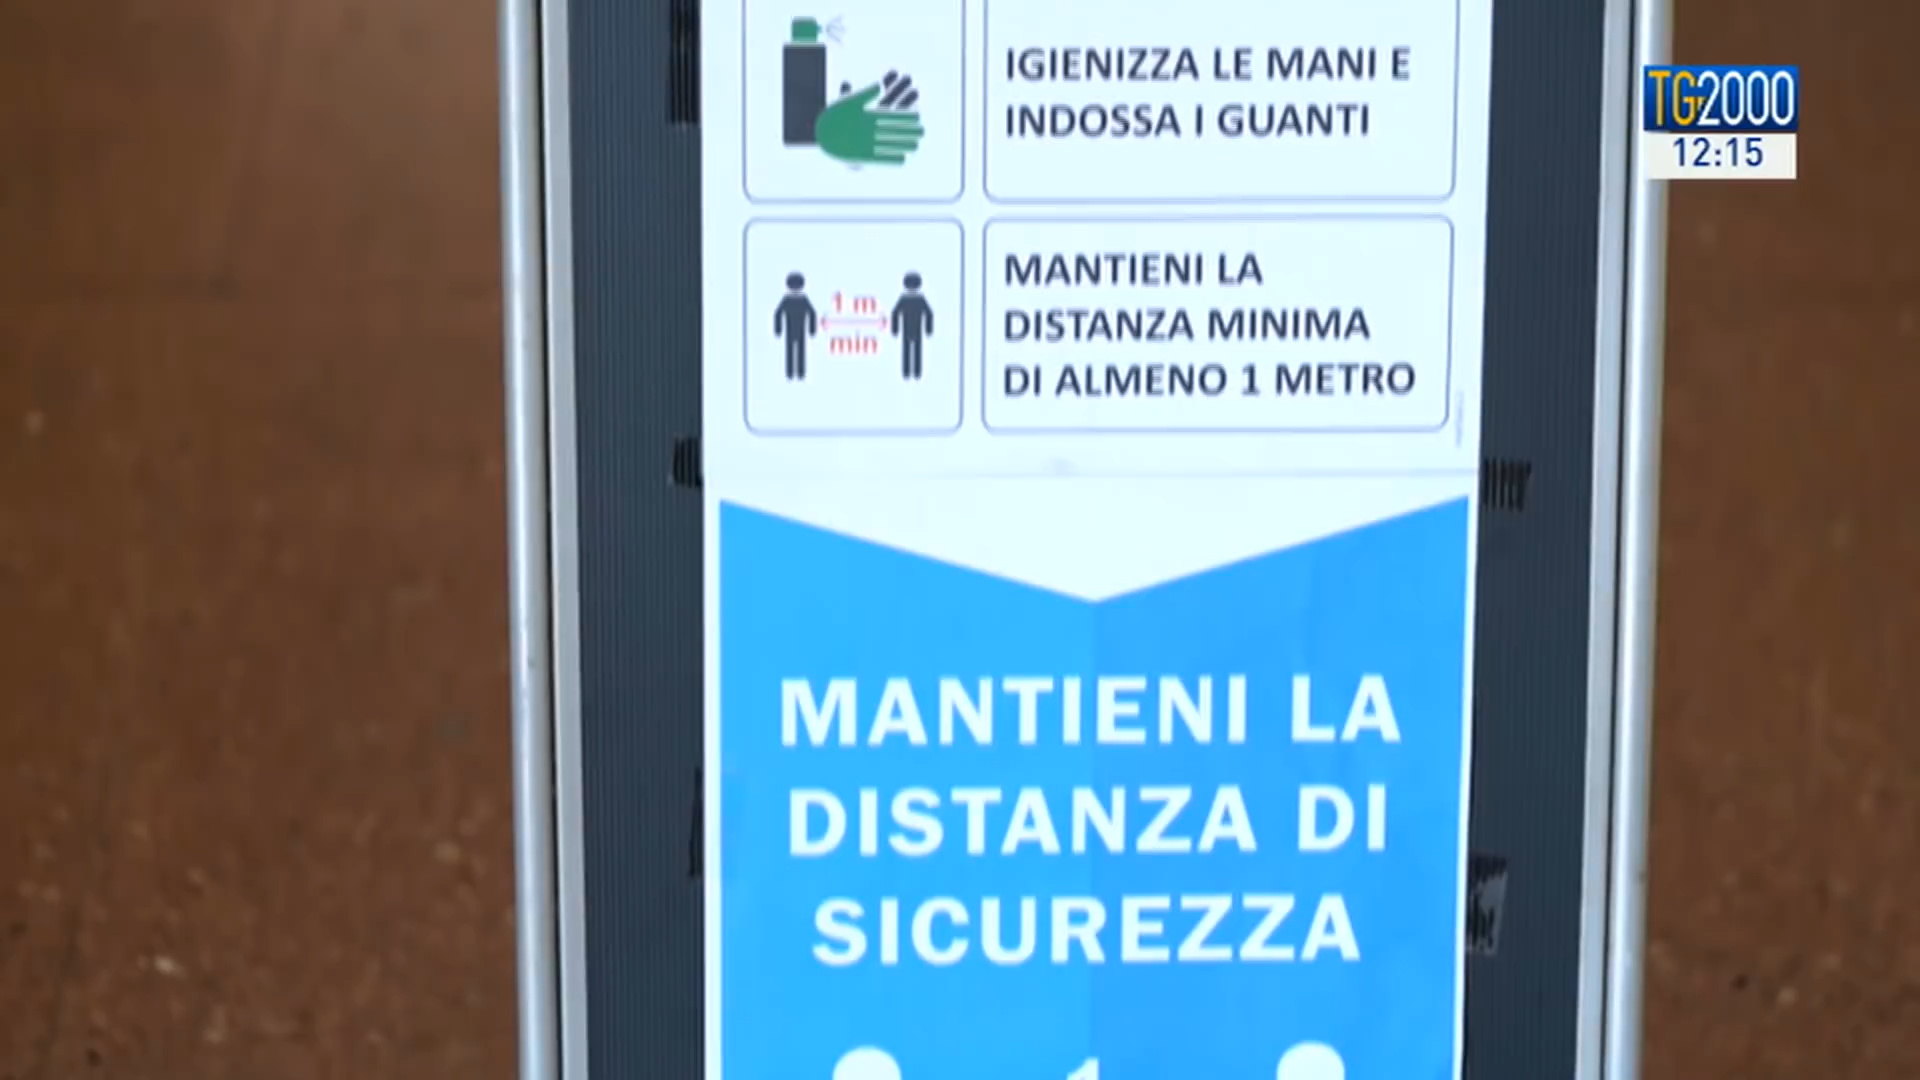 IGIENIZZA LE MANI E
INDOSSA I GUANTI
1 m
min
MANTIENI LA
DISTANZA MINIMA
DI ALMENO 1 METRO
MANTIENI LA
DISTANZA DI
SICUREZZA
1
TG2000
12:15